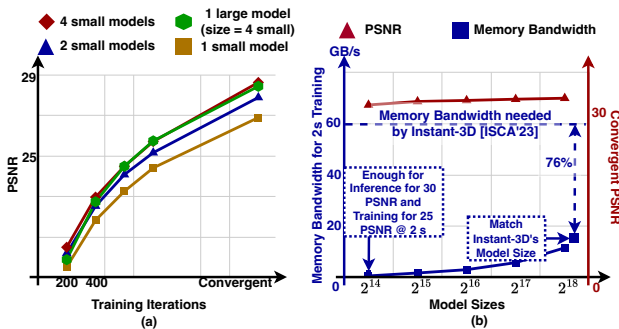 4 small models
1 large model
(size = 4 small)
2 small models
1 small model
29
25
PSNR
200 400 Convergent
Training Iterations
(a)
PSNR
Memory Bandwidth
GB/s
80
60
40
20
0
Memory Bandwidth for 2s Training
Memory Bandwidth needed
by Instant-3D [ISCA'23]
76%
Enough for
Inference for 30
PSNR and
Training for 25
PSNR @ 2 s
Match
Instant-3D's
Model Size
30
0
Convergent PSNR
2^14 2^15 2^16 2^17 2^18
Model Sizes
(b)